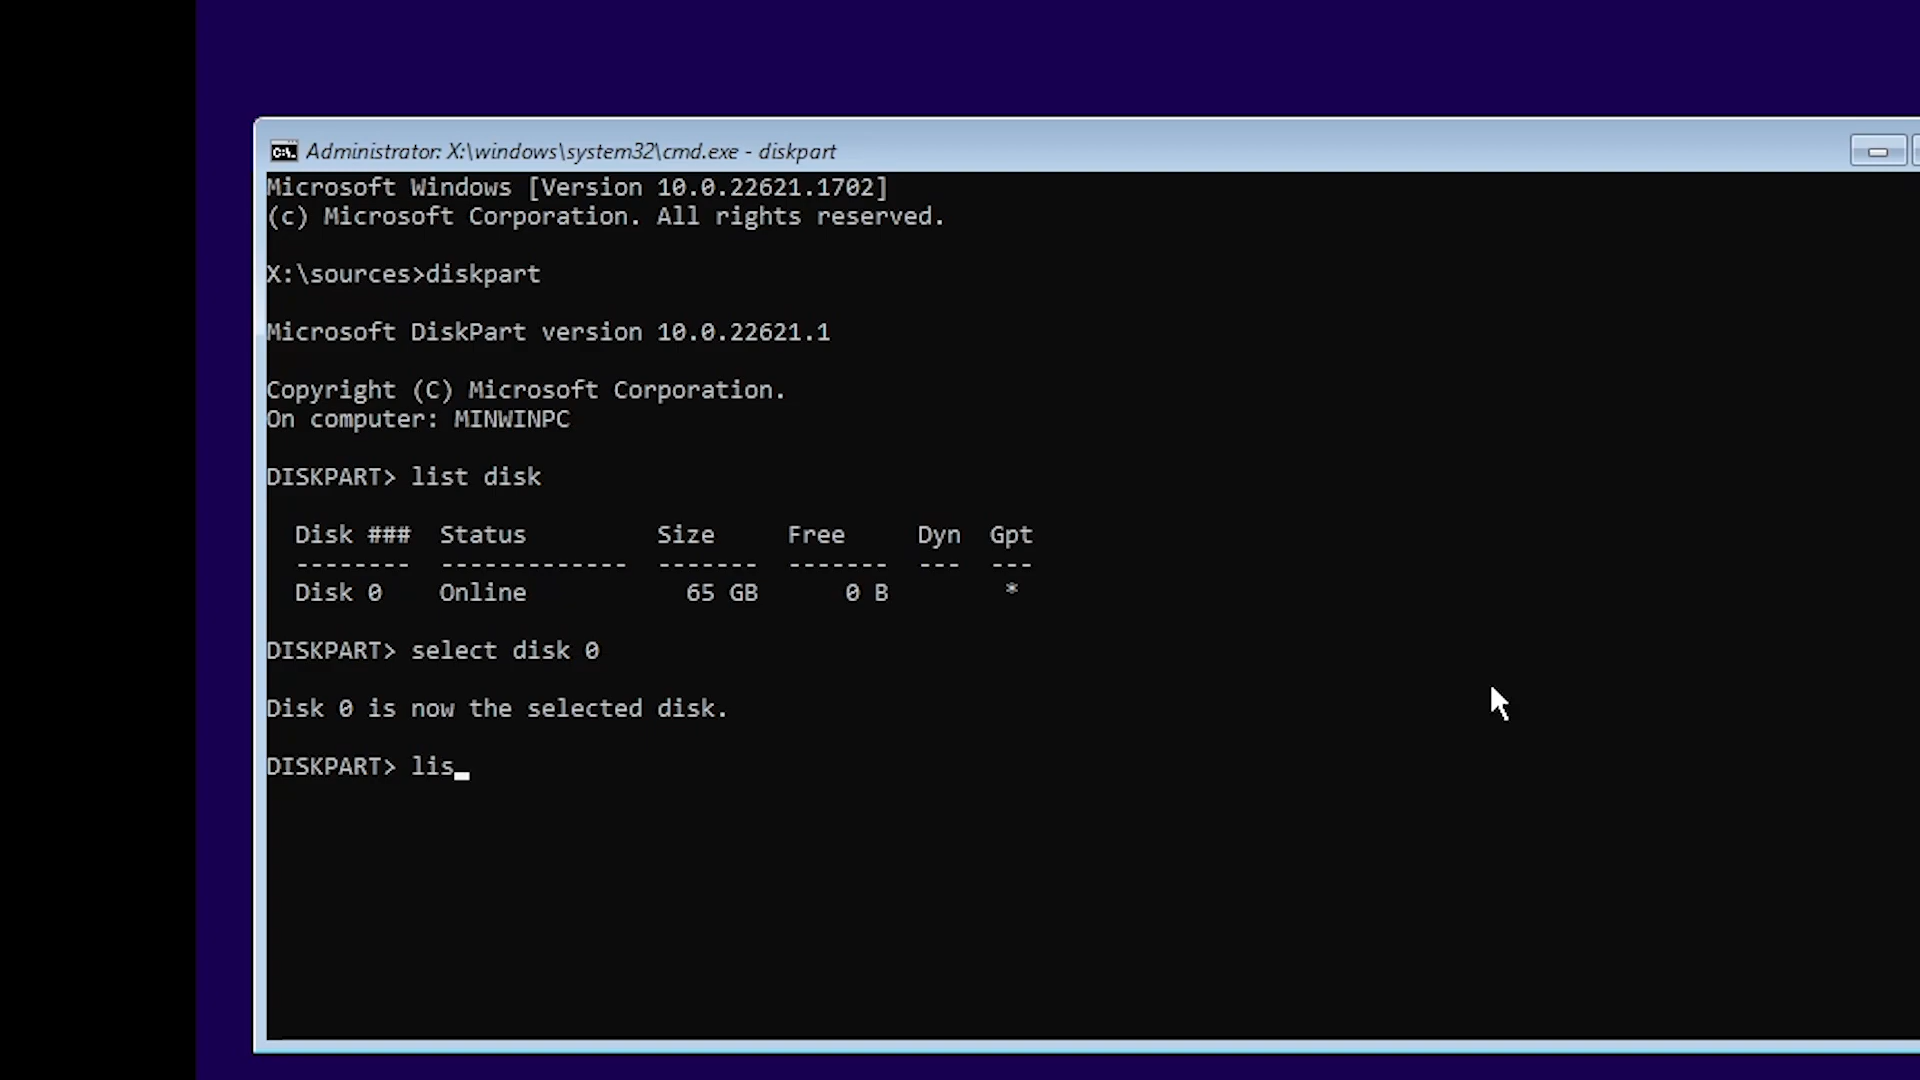 Administrator: X:\windows\system32\cmd.exe - diskpart
Microsoft Windows [Version 10.0.22621.1702]
(c) Microsoft Corporation. All rights reserved.
X:\sources>diskpart
Microsoft DiskPart version 10.0.22621.1
Copyright (C) Microsoft Corporation.
On computer: MINWINPC
DISKPART> list disk
  Disk ###  Status         Size     Free     Dyn  Gpt
  --------  -------------  -------  -------  ---  ---
  Disk 0    Online           65 GB      0 B        *
DISKPART> select disk 0
Disk 0 is now the selected disk.
DISKPART> lis_